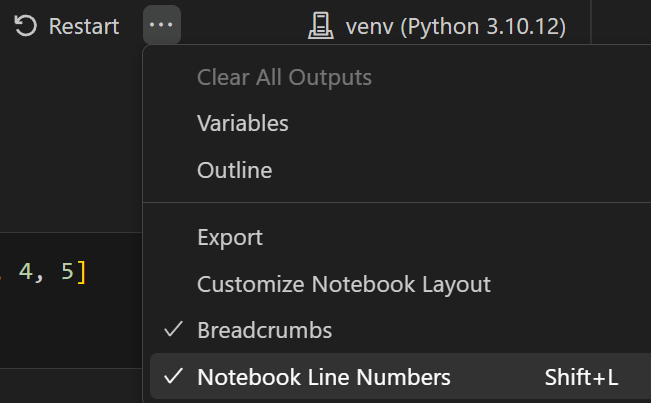 Restart ··· venv (Python 3.10.12)
Clear All Outputs
Variables
Outline
Export
4, 5]
Customize Notebook Layout
Breadcrumbs
Notebook Line Numbers Shift+L